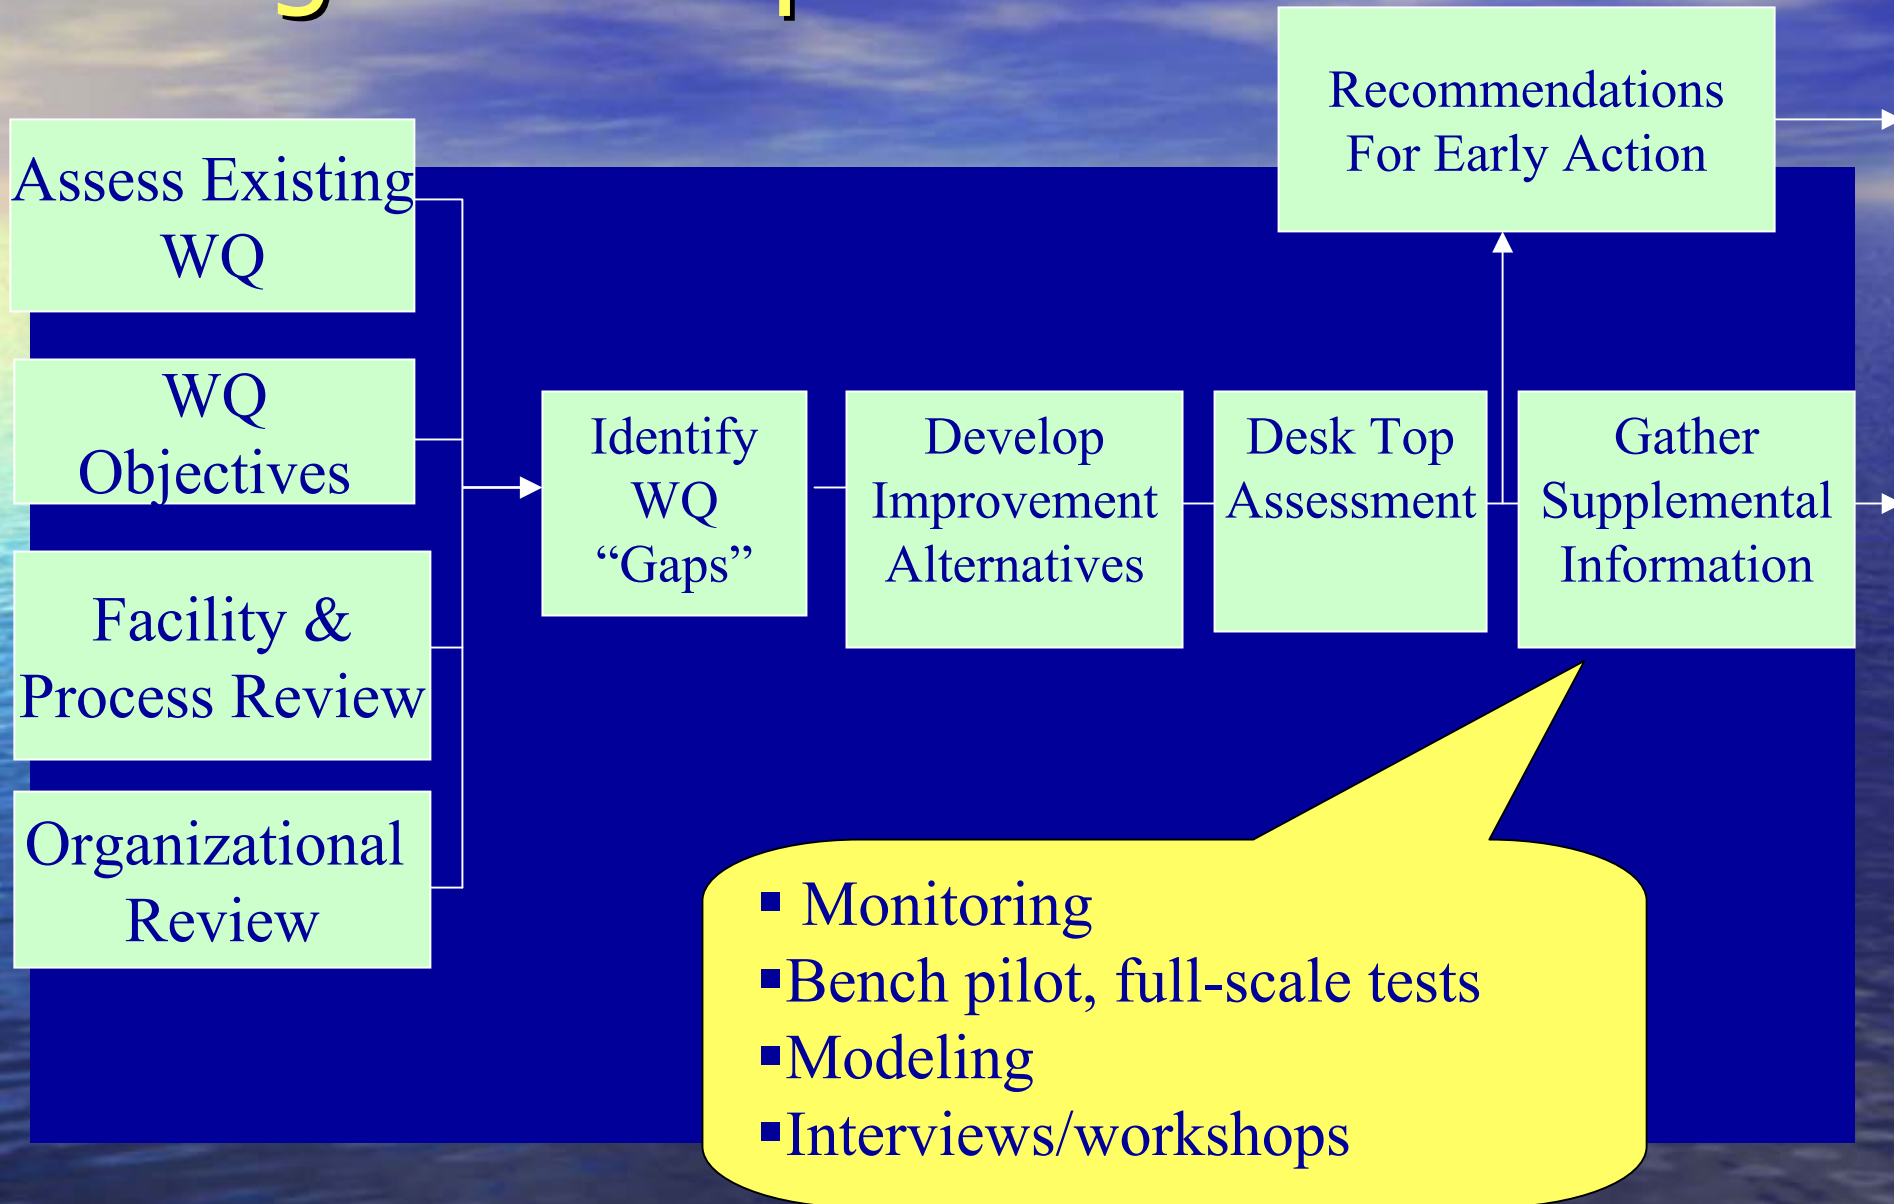 Assess Existing
WQ
WQ
Objectives
Facility &
Process Review
Organizational
Review
Identify
WQ
“Gaps”
Develop
Improvement
Alternatives
Desk Top
Assessment
Recommendations
For Early Action
Gather
Supplemental
Information
▪ Monitoring
▪Bench pilot, full-scale tests
▪Modeling
▪Interviews/workshops